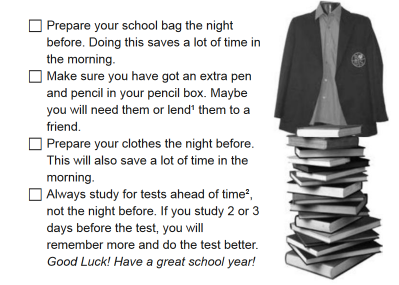 Prepare your school bag the night
before. Doing this saves a lot of time in
the morning.
Make sure you have got an extra pen
and pencil in your pencil box. Maybe
you will need them or lend¹ them to a
friend.
Prepare your clothes the night before.
This will also save a lot of time in the
morning.
Always study for tests ahead of time²,
not the night before. If you study 2 or 3
days before the test, you will
remember more and do the test better.
Good Luck! Have a great school year!